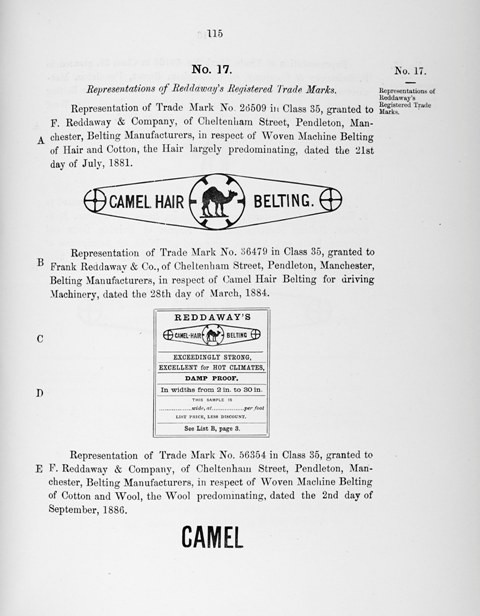 115
No. 17.
No. 17.
Representations of Reddaway's Registered Trade Marks.
Representations of
Reddaway's
Registered Trade
Marks.
Representation of Trade Mark No. 26509 in Class 35, granted to
F. Reddaway & Company, of Cheltenham Street, Pendleton, Man-
A chester, Belting Manufacturers, in respect of Woven Machine Belting
of Hair and Cotton, the Hair largely predominating, dated the 21st
day of July, 1881.
CAMEL HAIR BELTING.
Representation of Trade Mark No. 36479 in Class 35, granted to
B Frank Reddaway & Co., of Cheltenham Street, Pendleton, Manchester,
Belting Manufacturers, in respect of Camel Hair Belting for driving
Machinery, dated the 28th day of March, 1884.
REDDAWAY'S
C
CAMEL-HAIR BELTING
EXCEEDINGLY STRONG,
EXCELLENT for HOT CLIMATES,
DAMP PROOF,
D
In widths from 2 in. to 30 in.
THIS SAMPLE IS
..............wide, at..............per foot
LIST PRICE, LESS DISCOUNT.
See List B, page 3.
Representation of Trade Mark No. 56354 in Class 35, granted to
E F. Reddaway & Company, of Cheltenham Street, Pendleton, Man-
chester, Belting Manufacturers, in respect of Woven Machine Belting
of Cotton and Wool, the Wool predominating, dated the 2nd day of
September, 1886.
CAMEL